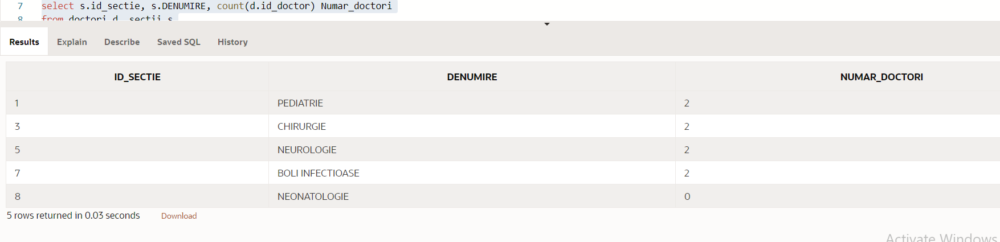 7 select s.id_sectie, s.DENUMIRE, count(d.id_doctor) Numar_doctori
8 from doctori d, sectii s
Results Explain Describe Saved SQL History
ID_SECTIE DENUMIRE NUMAR_DOCTORI
1 PEDIATRIE 2
3 CHIRURGIE 2
5 NEUROLOGIE 2
7 BOLI INFECTIOASE 2
8 NEONATOLOGIE 0
5 rows returned in 0.03 seconds Download
Activate Windows